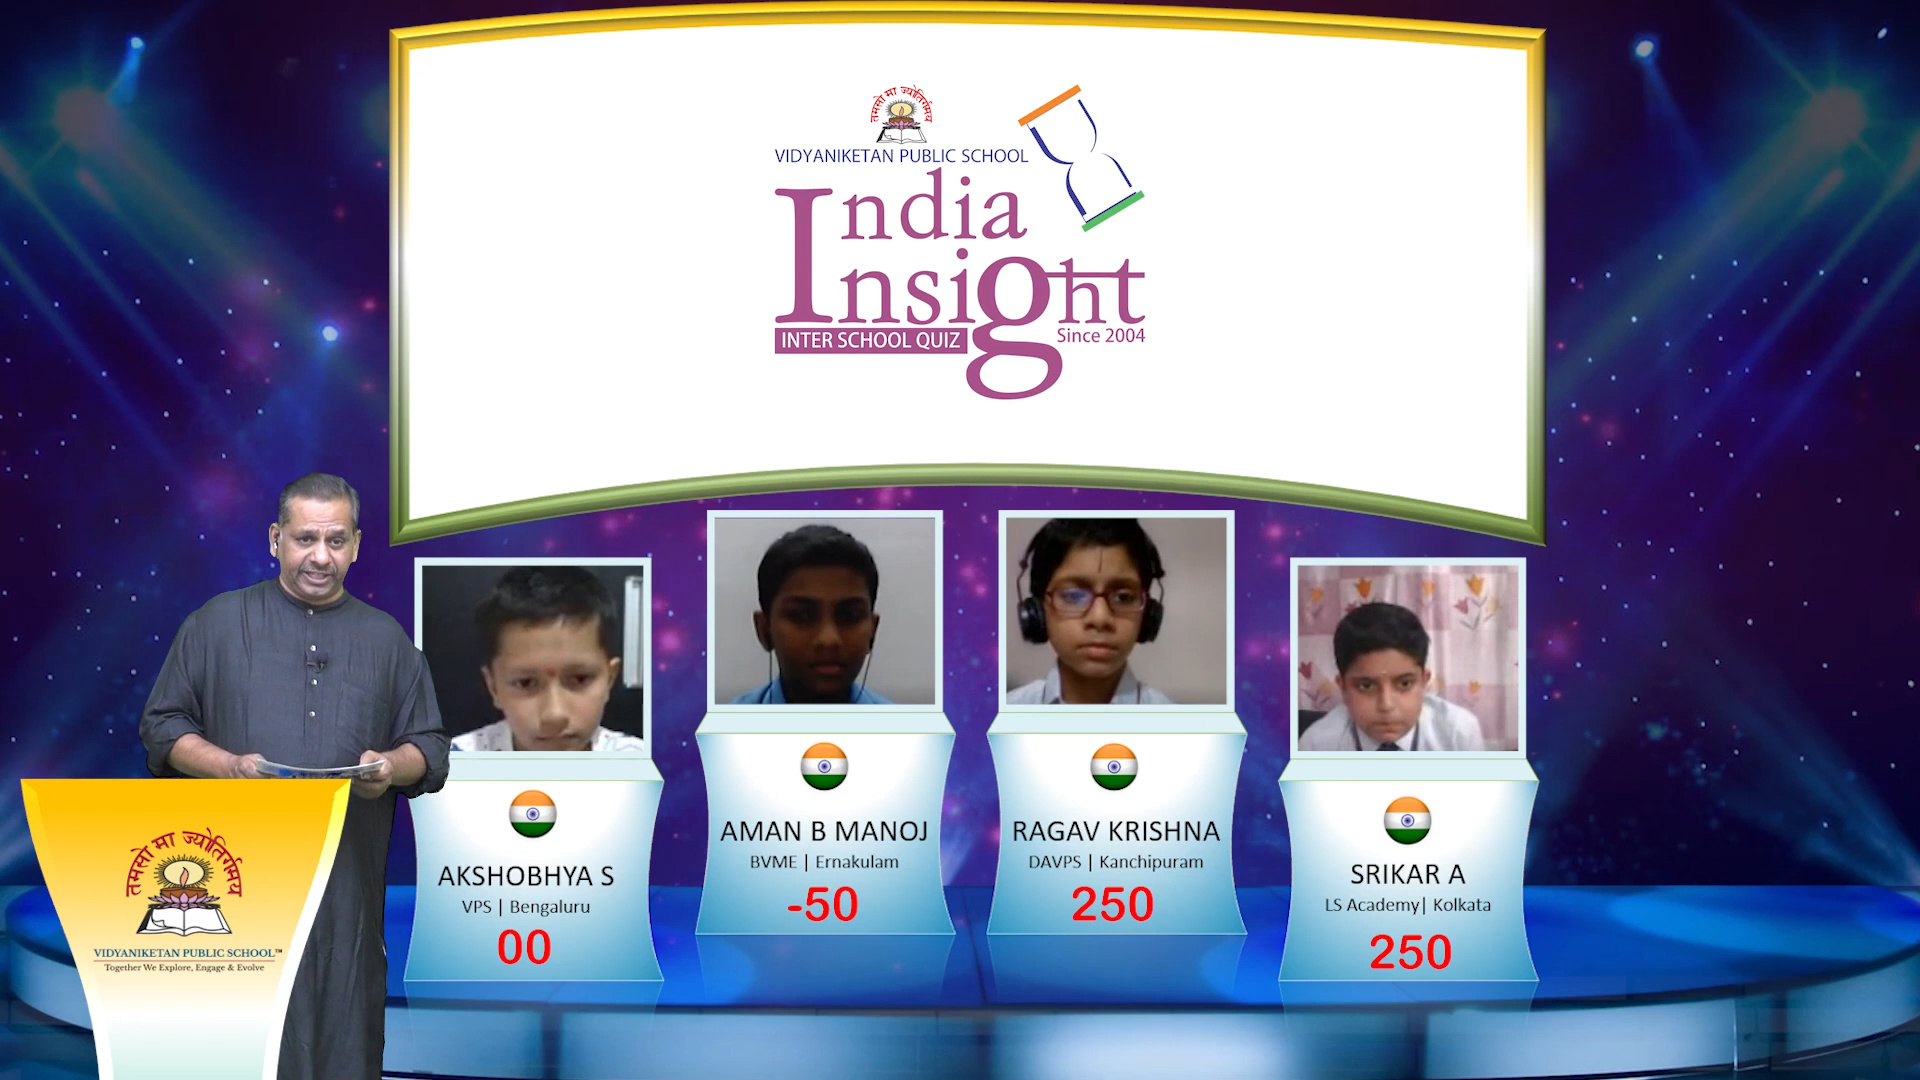 तमसो मा ज्योतिर्गमय
VIDYANIKETAN PUBLIC SCHOOL
India
Insight
INTER SCHOOL QUIZ
Since 2004
AKSHOBHYA S
VPS | Bengaluru
00
AMAN B MANOJ
BVME | Ernakulam
-50
RAGAV KRISHNA
DAVPS | Kanchipuram
250
SRIKAR A
LS Academy| Kolkata
250
तमसो मा ज्योतिर्गमय
VIDYANIKETAN PUBLIC SCHOOL™
Together We Explore, Engage & Evolve